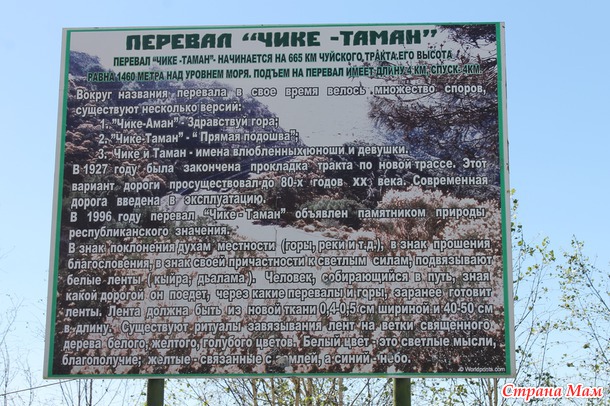 ПЕРЕВАЛ "ЧИКЕ -ТАМАН"
ПЕРЕВАЛ "ЧИКЕ -ТАМАН"- НАЧИНАЕТСЯ НА 665 КМ ЧУЙСКОГО ТРАКТА.ЕГО ВЫСОТА
РАВНА 1460 МЕТРА НАД УРОВНЕМ МОРЯ. ПОДЪЕМ НА ПЕРЕВАЛ ИМЕЕТ ДЛИНУ 4 КМ; СПУСК- 4КМ.
Вокруг названия перевала в свое время велось множество споров,
существуют несколько версий:
1. "Чике-Аман" - Здравствуй гора;
2. "Чике-Таман" - " Прямая подошва";
3. Чике и Таман - имена влюбленных юноши и девушки.
В 1927 году была закончена прокладка тракта по новой трассе. Этот
вариант дороги просуществовал до 80-х годов XX века. Современная
дорога введена в эксплуатацию.
В 1996 году перевал "Чике - Таман" объявлен памятником природы
республиканского значения.
В знак поклонения духам местности (горы, реки и т.д.), в знак прошения
благословения, в знак своей причастности к светлым силам, подвязывают
белые ленты ( кыйра, дьалама ). Человек, собирающийся в путь, зная
какой дорогой он поедет, через какие перевалы и горы, заранее готовит
ленты. Лента должна быть из новой ткани 0,4-0,5 см шириной и 40-50 см
в длину. Существуют ритуалы завязывания лент на ветки священного
дерева белого, желтого, голубого цветов. Белый цвет - это светлые мысли,
благополучие, желтые - связанные с землей, а синий - небо.
© Worldprints.com
Страна Мам